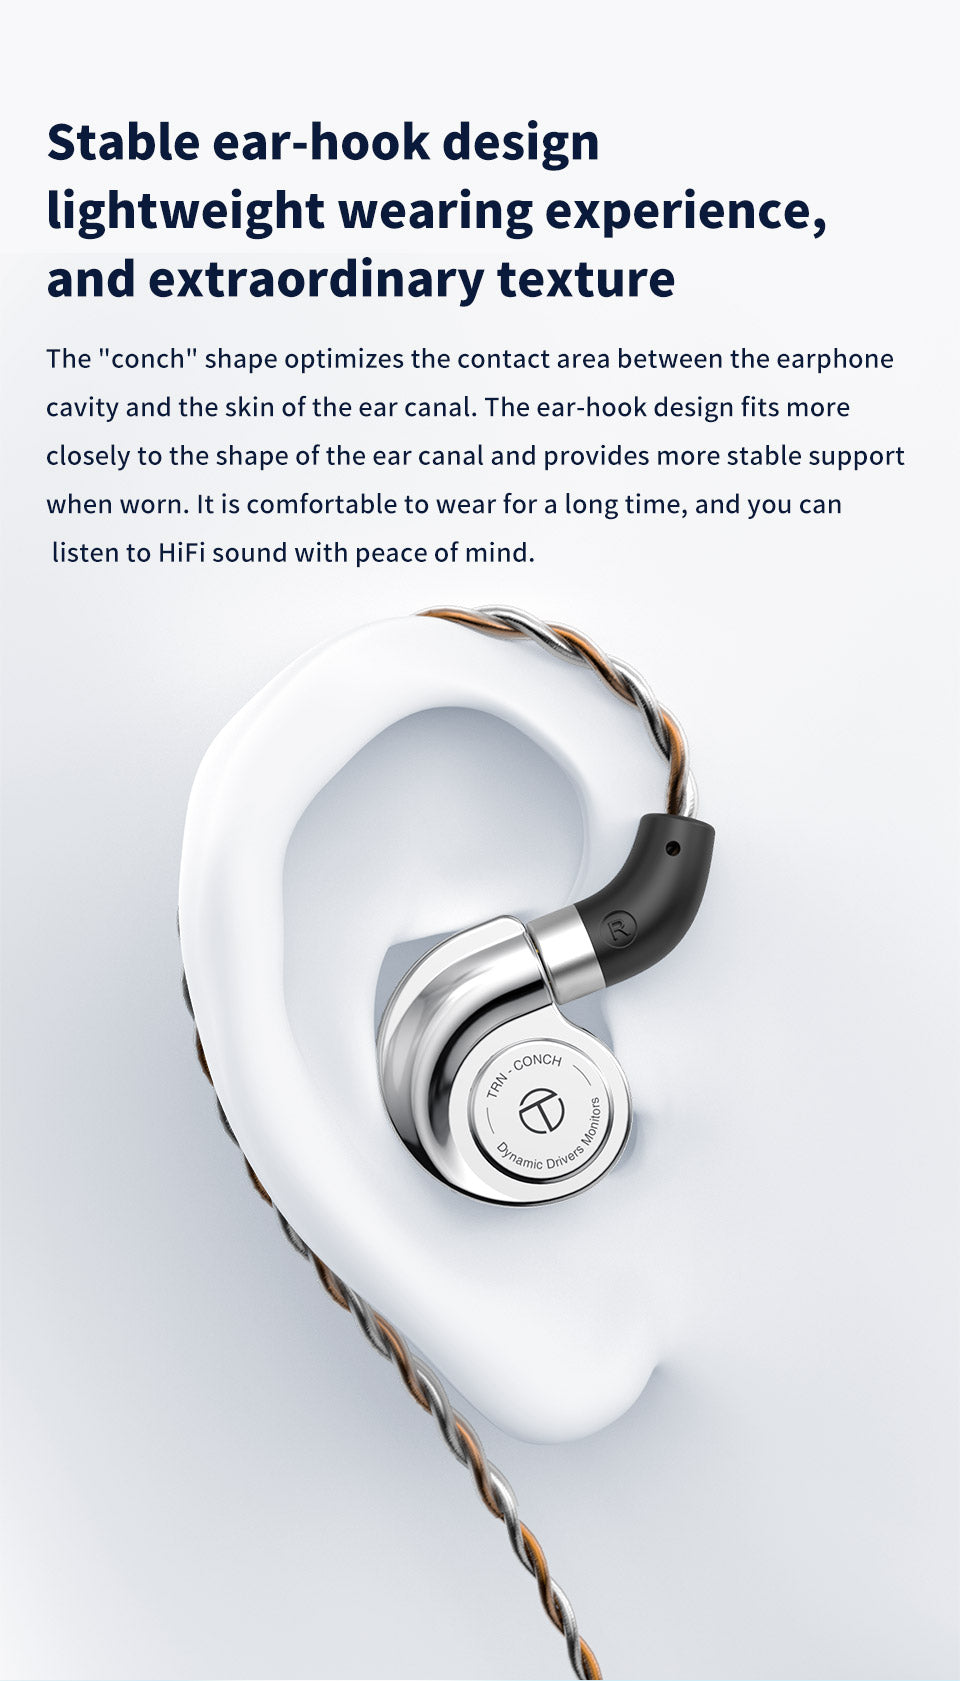 Stable ear-hook design
lightweight wearing experience,
and extraordinary texture
The "conch" shape optimizes the contact area between the earphone
cavity and the skin of the ear canal. The ear-hook design fits more
closely to the shape of the ear canal and provides more stable support
when worn. It is comfortable to wear for a long time, and you can
listen to HiFi sound with peace of mind.
R
TRN - CONCH
Dynamic Drivers Monitors